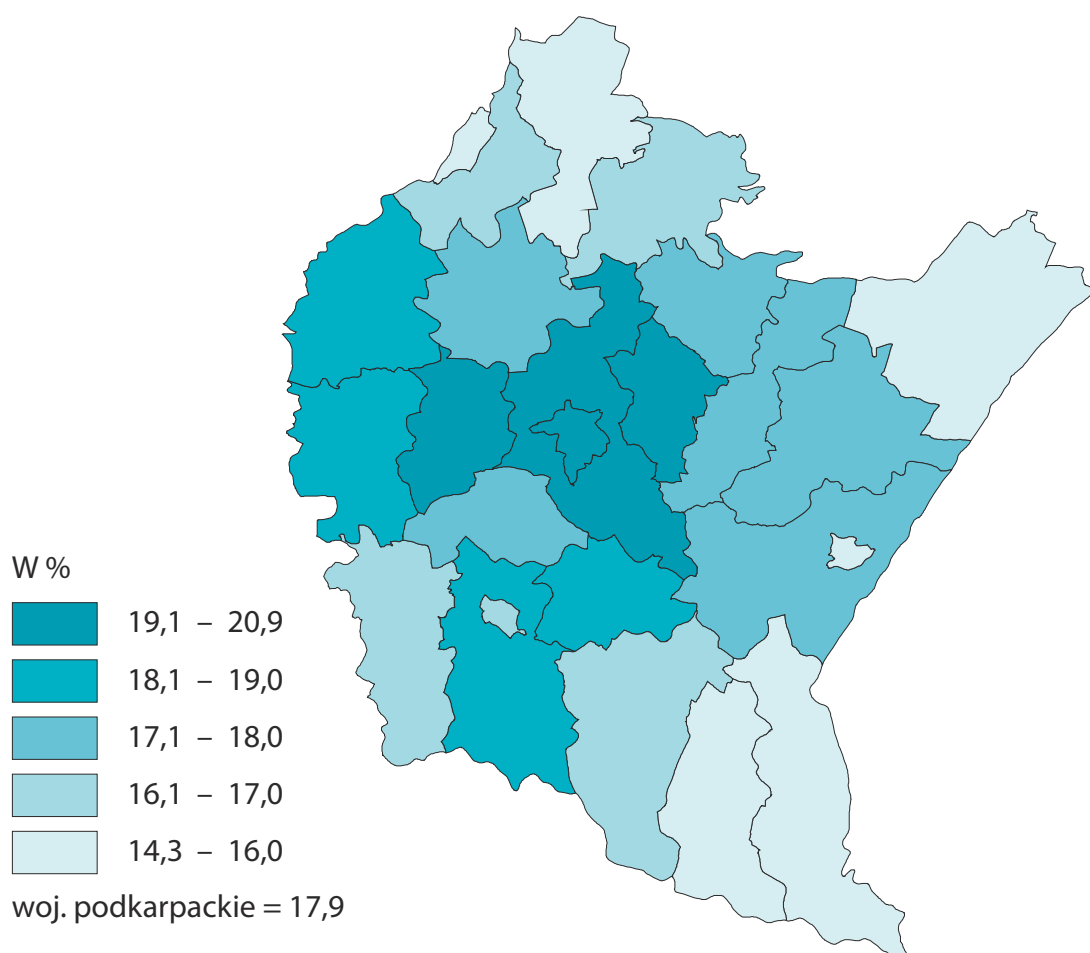 W %
19,1 – 20,9
18,1 – 19,0
17,1 – 18,0
16,1 – 17,0
14,3 – 16,0
woj. podkarpackie = 17,9